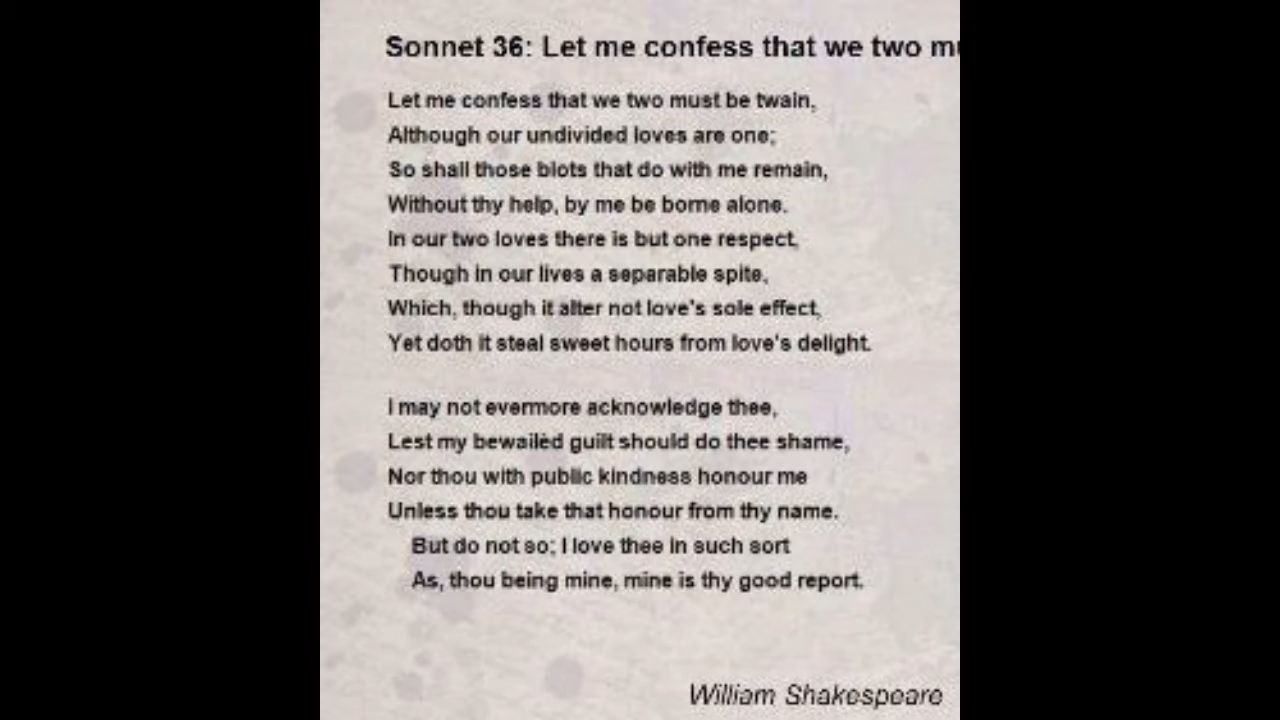 Sonnet 36: Let me confess that we two mu
Let me confess that we two must be twain,
Although our undivided loves are one;
So shall those blots that do with me remain,
Without thy help, by me be borne alone.
In our two loves there is but one respect,
Though in our lives a separable spite,
Which, though it alter not love's sole effect,
Yet doth it steal sweet hours from love's delight.
I may not evermore acknowledge thee,
Lest my bewailèd guilt should do thee shame,
Nor thou with public kindness honour me
Unless thou take that honour from thy name.
But do not so; I love thee in such sort
As, thou being mine, mine is thy good report.
William Shakespeare